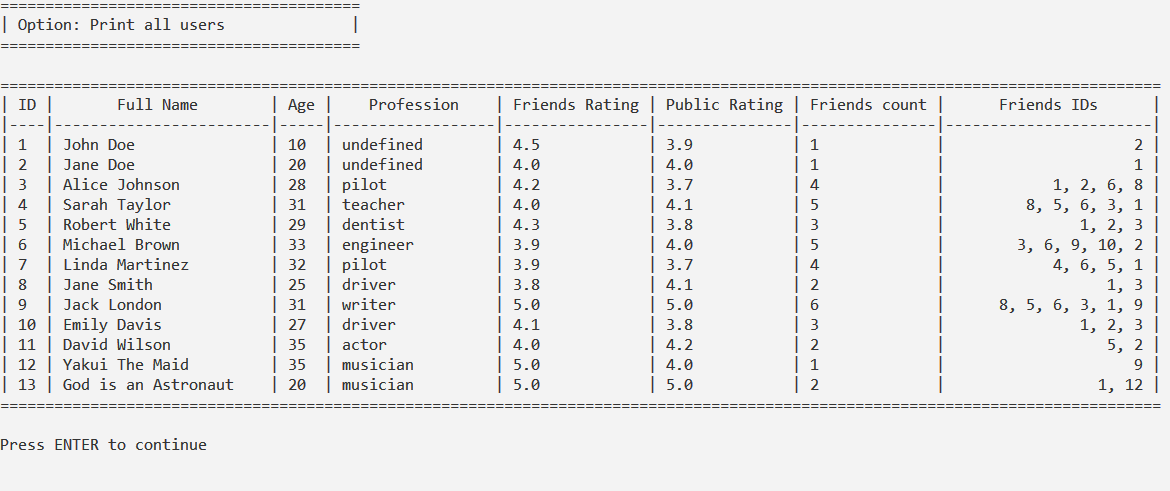 ========================================
| Option: Print all users              |
========================================
=================================================================================================================================
| ID |       Full Name        | Age |    Profession    | Friends Rating | Public Rating | Friends count |      Friends IDs      |
|----|------------------------|-----|------------------|----------------|---------------|---------------|-----------------------|
| 1  | John Doe               | 10  | undefined        | 4.5            | 3.9           | 1             |                     2 |
| 2  | Jane Doe               | 20  | undefined        | 4.0            | 4.0           | 1             |                     1 |
| 3  | Alice Johnson          | 28  | pilot            | 4.2            | 3.7           | 4             |            1, 2, 6, 8 |
| 4  | Sarah Taylor           | 31  | teacher          | 4.0            | 4.1           | 5             |         8, 5, 6, 3, 1 |
| 5  | Robert White           | 29  | dentist          | 4.3            | 3.8           | 3             |               1, 2, 3 |
| 6  | Michael Brown          | 33  | engineer         | 3.9            | 4.0           | 5             |        3, 6, 9, 10, 2 |
| 7  | Linda Martinez         | 32  | pilot            | 3.9            | 3.7           | 4             |            4, 6, 5, 1 |
| 8  | Jane Smith             | 25  | driver           | 3.8            | 4.1           | 2             |                  1, 3 |
| 9  | Jack London            | 31  | writer           | 5.0            | 5.0           | 6             |      8, 5, 6, 3, 1, 9 |
| 10 | Emily Davis            | 27  | driver           | 4.1            | 3.8           | 3             |               1, 2, 3 |
| 11 | David Wilson           | 35  | actor            | 4.0            | 4.2           | 2             |                  5, 2 |
| 12 | Yakui The Maid         | 35  | musician         | 5.0            | 4.0           | 1             |                     9 |
| 13 | God is an Astronaut    | 20  | musician         | 5.0            | 5.0           | 2             |                 1, 12 |
=================================================================================================================================
Press ENTER to continue